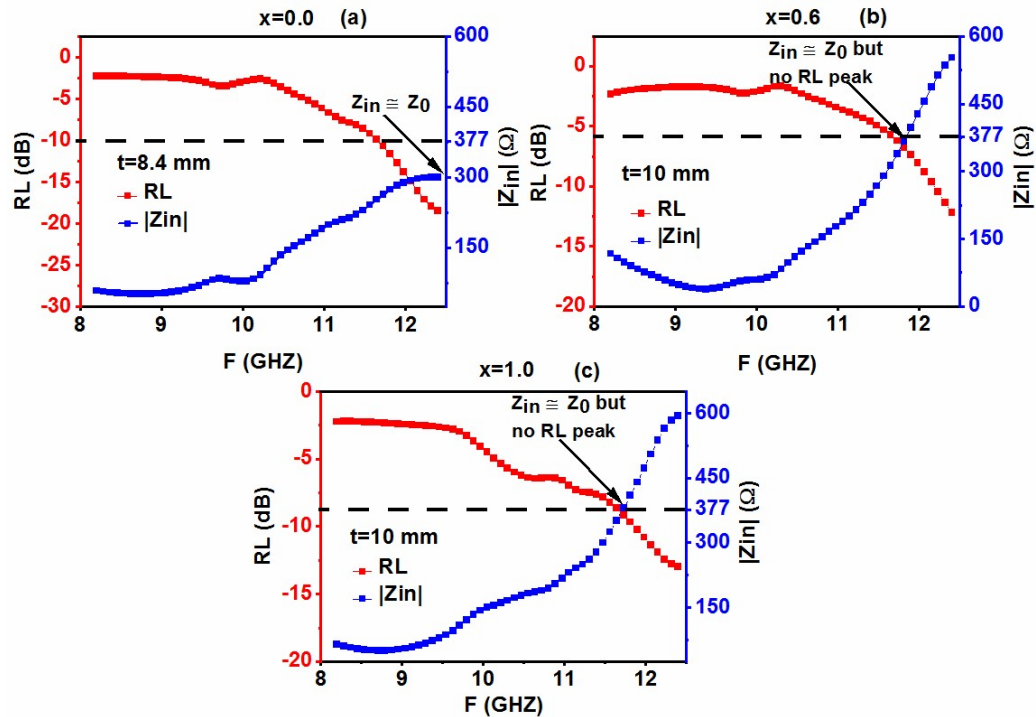 x=0.0 (a)
0
-5
-10
-15
-20
-25
-30
RL (dB)
t=8.4 mm
RL
|Zin|
Zin ≅ Z0
600
450
377
300
150
0
|Zin| (Ω)
8 9 10 11 12
F (GHZ)
x=0.6 (b)
0
-5
-10
-15
-20
RL (dB)
t=10 mm
RL
|Zin|
Zin ≅ Z0 but
no RL peak
600
450
377
300
150
0
|Zin| (Ω)
8 9 10 11 12
F (GHZ)
x=1.0 (c)
0
-5
-10
-15
-20
RL (dB)
t=10 mm
RL
|Zin|
Zin ≅ Z0 but
no RL peak
600
450
377
300
150
|Zin| (Ω)
8 9 10 11 12
F (GHZ)